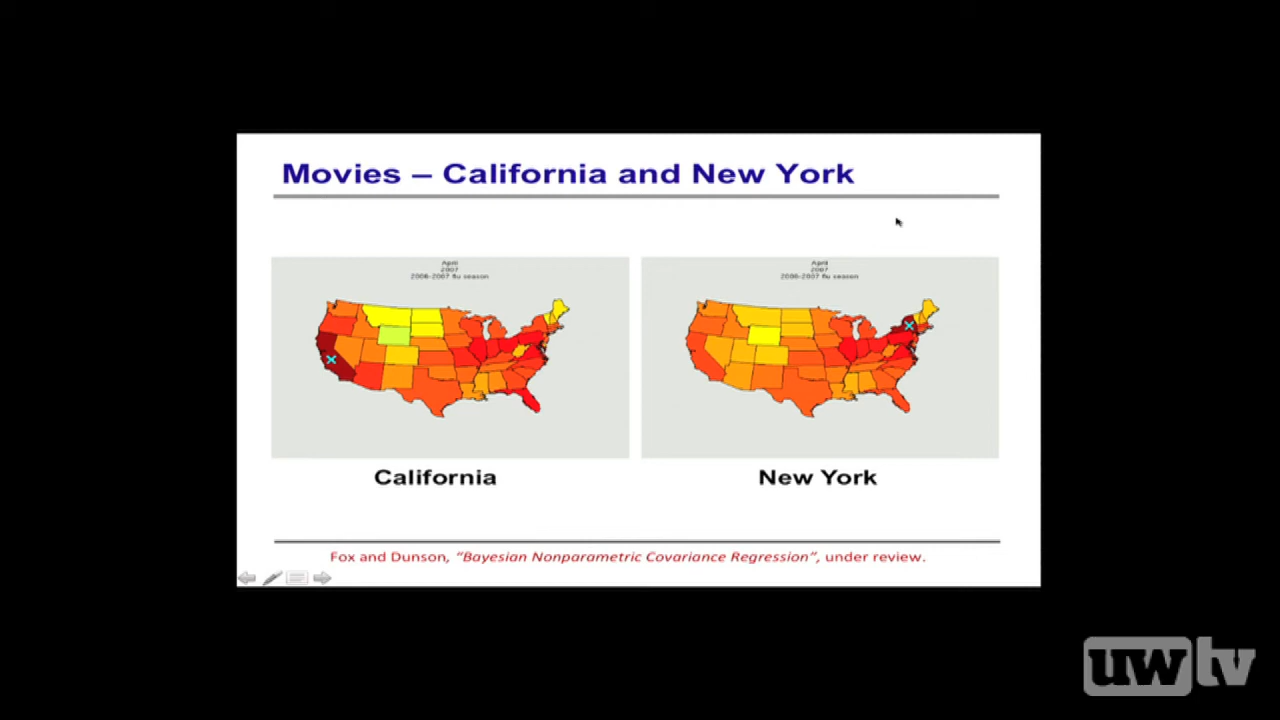 Movies – California and New York
April
2007
2006-2007 flu season
April
2007
2006-2007 flu season
California
New York
Fox and Dunson, “Bayesian Nonparametric Covariance Regression”, under review.
uwtv